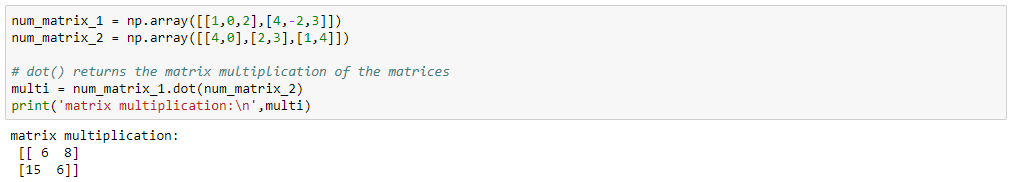 num_matrix_1 = np.array([[1,0,2],[4,-2,3]])
num_matrix_2 = np.array([[4,0],[2,3],[1,4]])
# dot() returns the matrix multiplication of the matrices
multi = num_matrix_1.dot(num_matrix_2)
print('matrix multiplication:\n',multi)
matrix multiplication:
[[ 6  8]
[15  6]]